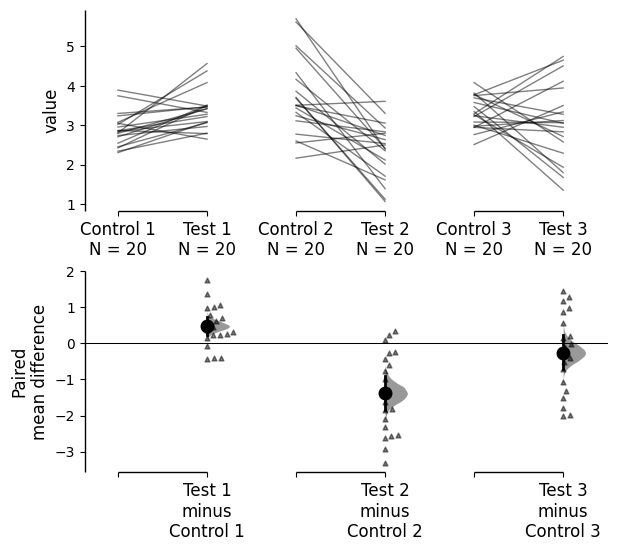 value
5
4
3
2
1
Control 1 Test 1 Control 2 Test 2 Control 3 Test 3
N = 20 N = 20 N = 20 N = 20 N = 20 N = 20
Paired
mean difference
2
1
0
−1
−2
−3
Test 1 Test 2 Test 3
minus minus minus
Control 1 Control 2 Control 3